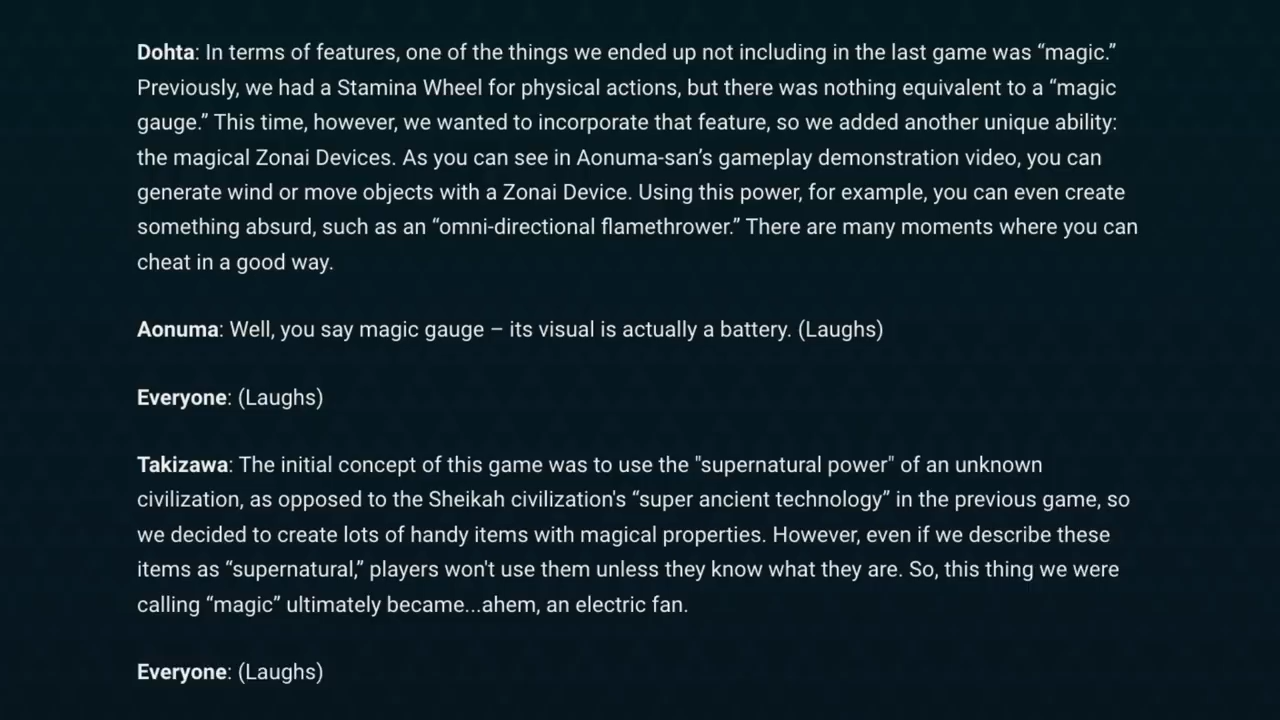 Dohta: In terms of features, one of the things we ended up not including in the last game was “magic.”
Previously, we had a Stamina Wheel for physical actions, but there was nothing equivalent to a “magic
gauge.” This time, however, we wanted to incorporate that feature, so we added another unique ability:
the magical Zonai Devices. As you can see in Aonuma-san’s gameplay demonstration video, you can
generate wind or move objects with a Zonai Device. Using this power, for example, you can even create
something absurd, such as an “omni-directional flamethrower.” There are many moments where you can
cheat in a good way.
Aonuma: Well, you say magic gauge – its visual is actually a battery. (Laughs)
Everyone: (Laughs)
Takizawa: The initial concept of this game was to use the "supernatural power" of an unknown
civilization, as opposed to the Sheikah civilization's “super ancient technology” in the previous game, so
we decided to create lots of handy items with magical properties. However, even if we describe these
items as “supernatural,” players won't use them unless they know what they are. So, this thing we were
calling “magic” ultimately became...ahem, an electric fan.
Everyone: (Laughs)